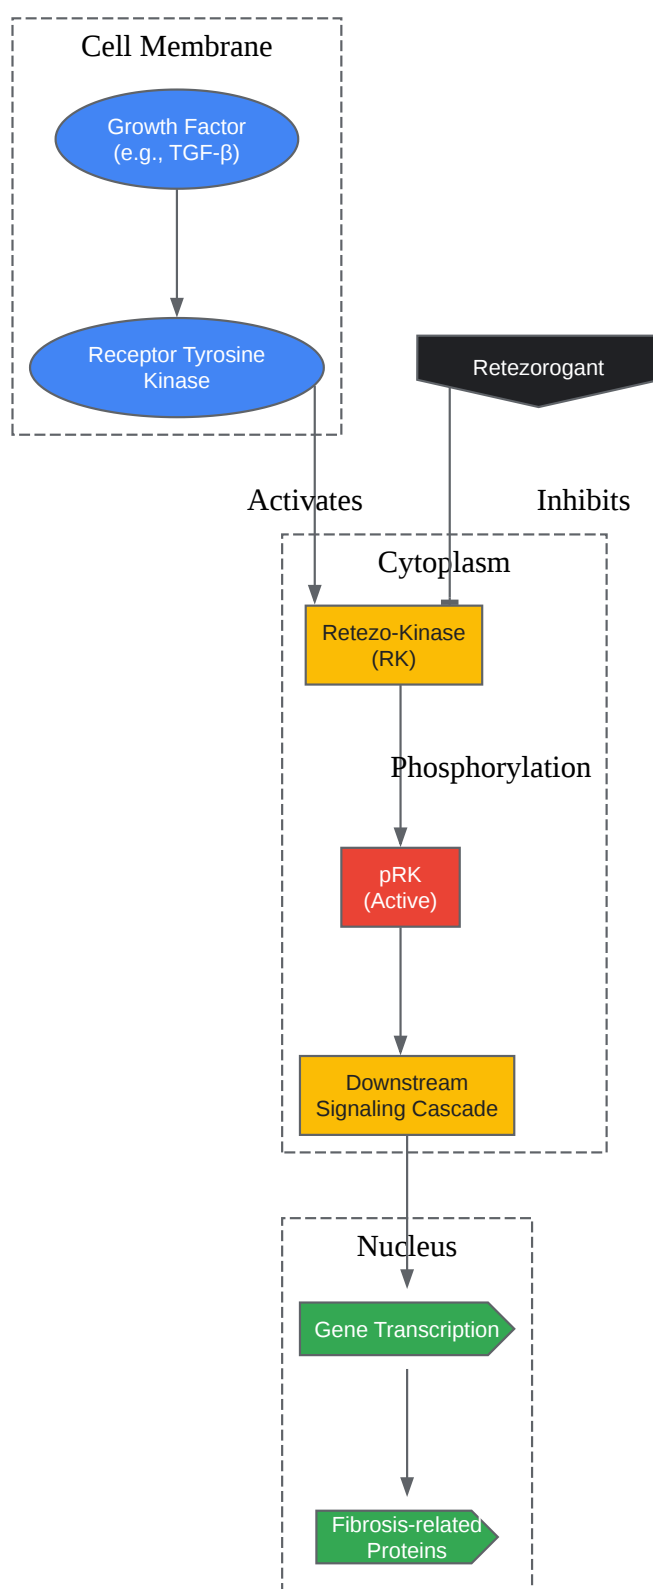 Cell Membrane
Growth Factor
(e.g., TGF-β)
Receptor Tyrosine
Kinase
Retezorogant
Activates
Inhibits
Cytoplasm
Retezo-Kinase
(RK)
Phosphorylation
pRK
(Active)
Downstream
Signaling Cascade
Nucleus
Gene Transcription
Fibrosis-related
Proteins